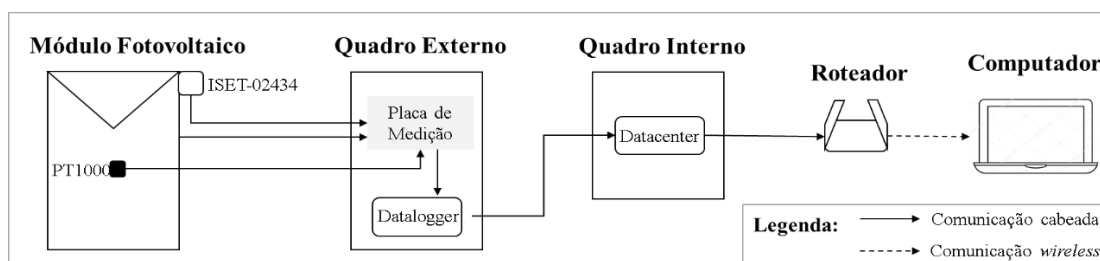 Módulo Fotovoltaico
Quadro Externo
Quadro Interno
Roteador
Computador
ISET-02434
Placa de
Medição
Datacenter
PT1000
Datalogger
Legenda:
Comunicação cabeada
Comunicação wireless